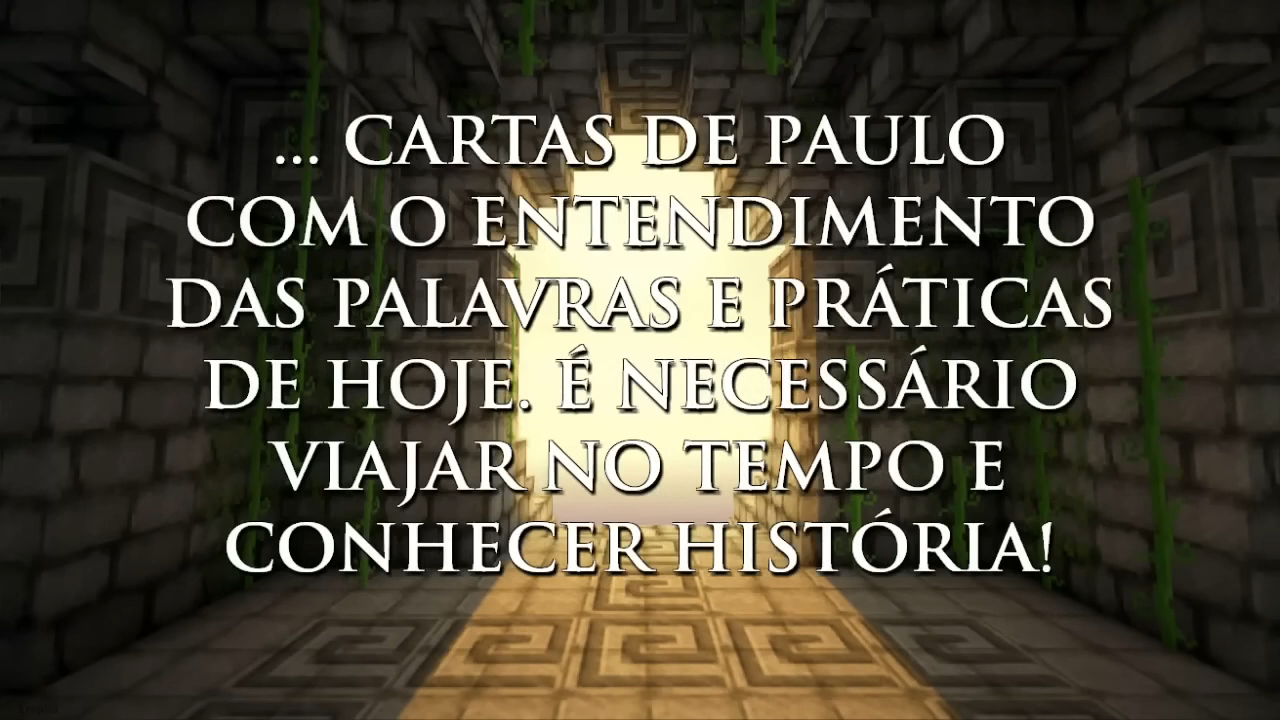 ... CARTAS DE PAULO
COM O ENTENDIMENTO
DAS PALAVRAS E PRÁTICAS
DE HOJE. É NECESSÁRIO
VIAJAR NO TEMPO E
CONHECER HISTÓRIA!